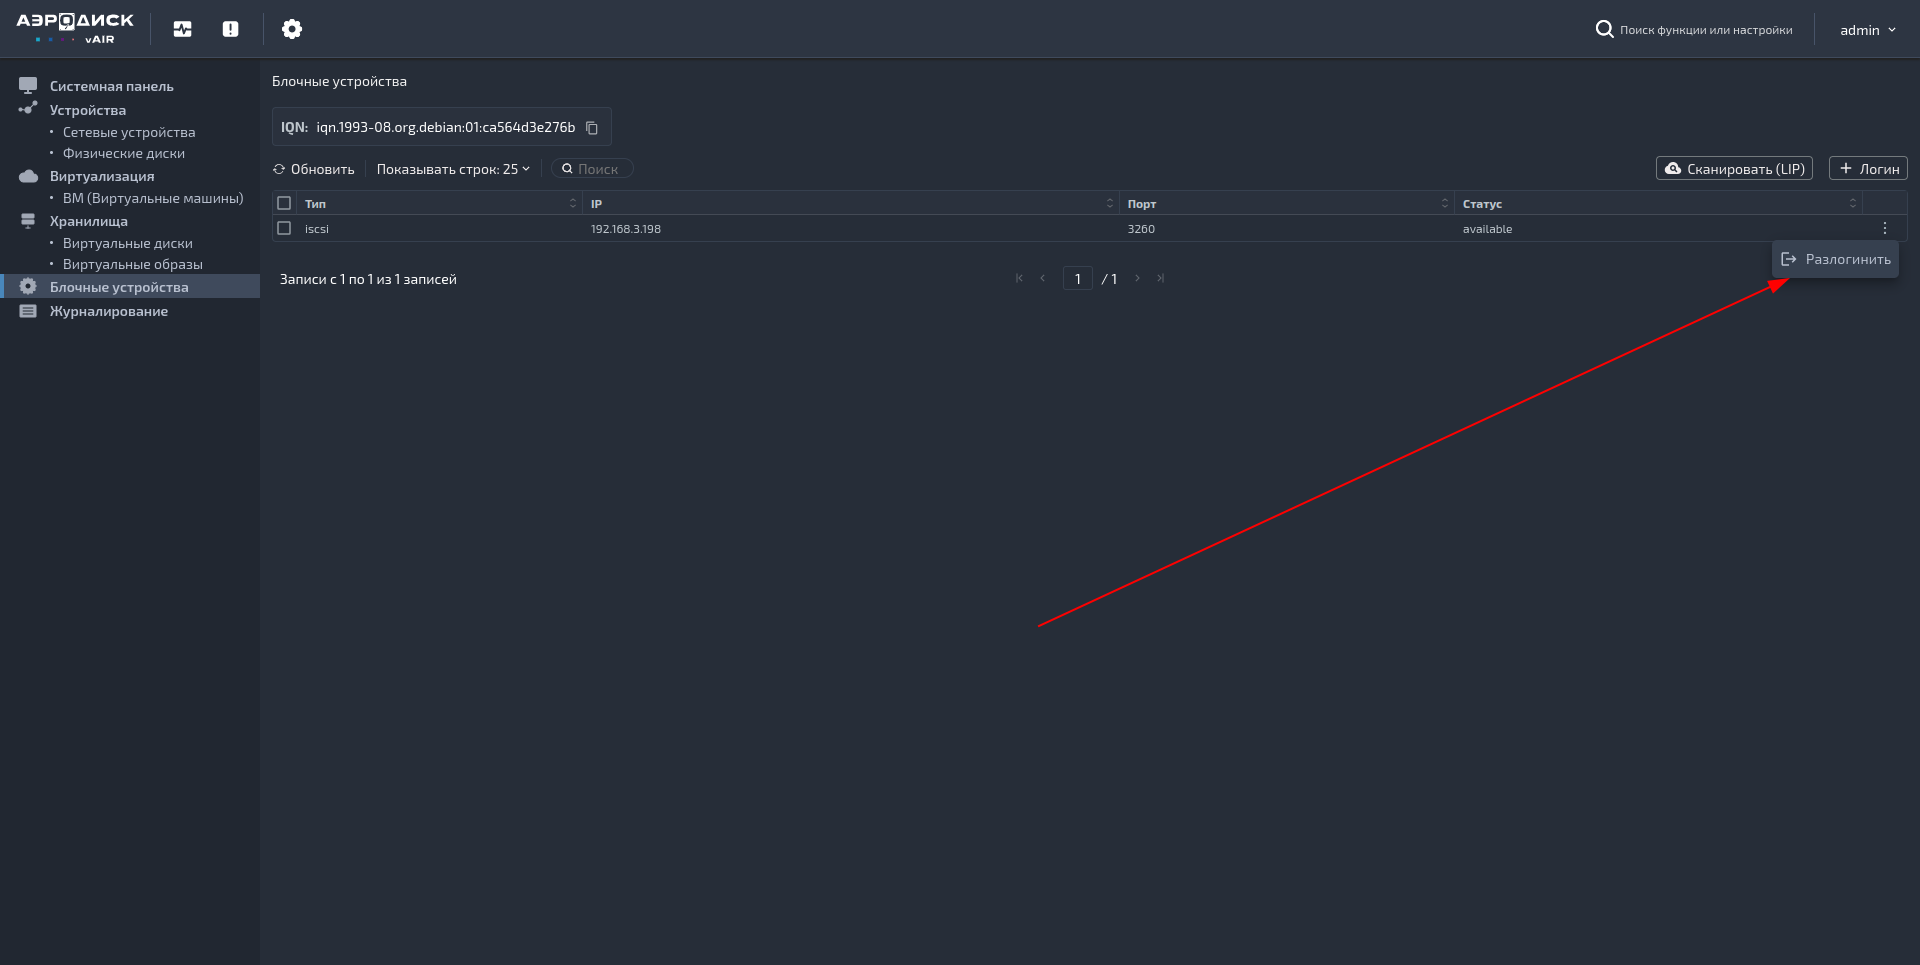 АЭРОДИСК
vAIR
Поиск функции или настройки
admin
Системная панель
Устройства
Сетевые устройства
Физические диски
Виртуализация
ВМ (Виртуальные машины)
Хранилища
Виртуальные диски
Виртуальные образы
Блочные устройства
Журналирование
Блочные устройства
IQN: iqn.1993-08.org.debian:01:ca564d3e276b
Обновить Показывать строк: 25 Поиск Сканировать (LIP) + Логин
Тип IP Порт Статус
iscsi 192.168.3.198 3260 available
Разлогинить
Записи с 1 по 1 из 1 записей 1 / 1